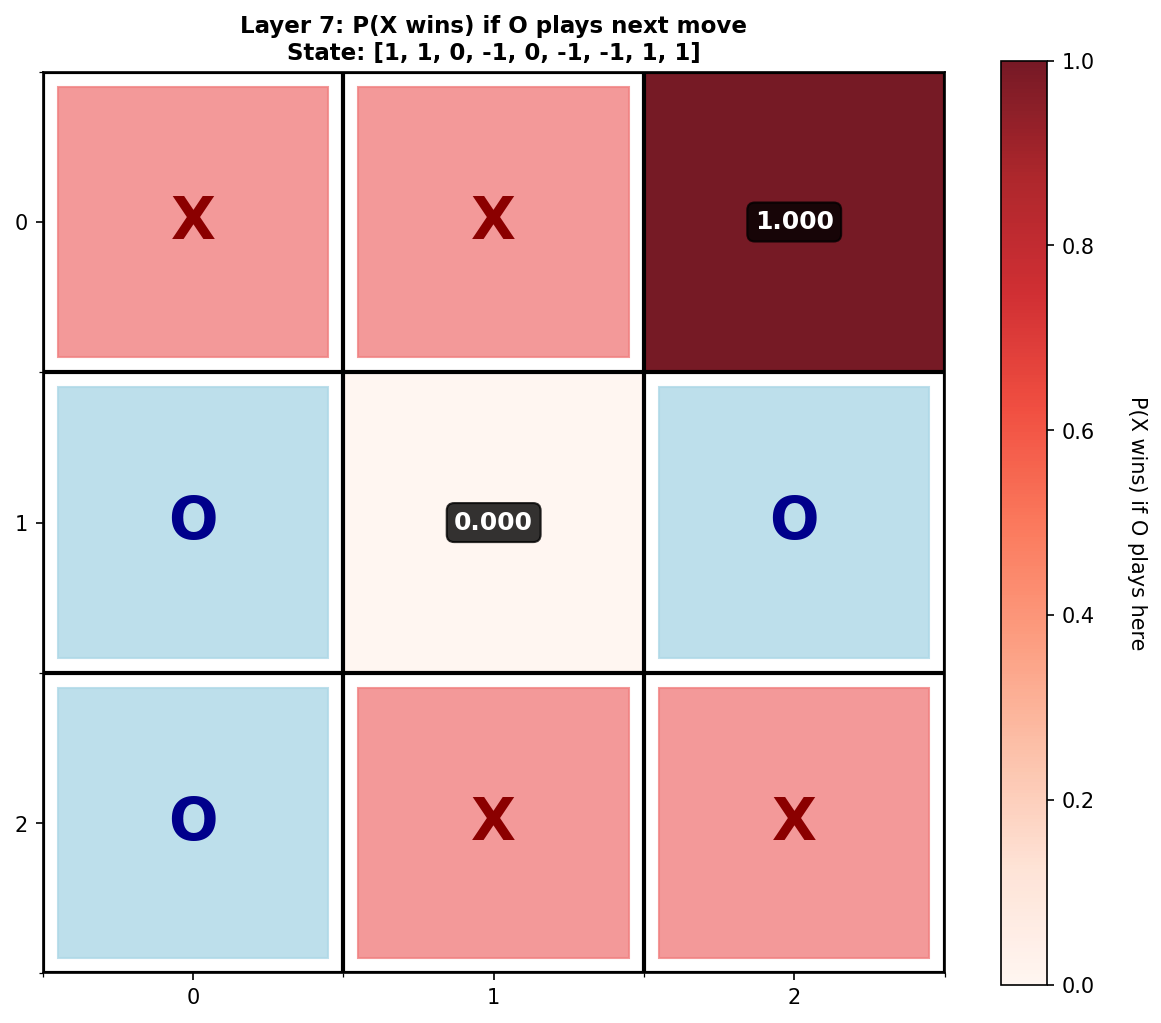 Layer 7: P(X wins) if O plays next move
State: [1, 1, 0, -1, 0, -1, -1, 1, 1]
0
X
X
1.000
1
O
0.000
O
2
O
X
X
0
1
2
1.0
0.8
0.6
0.4
0.2
0.0
P(X wins) if O plays here